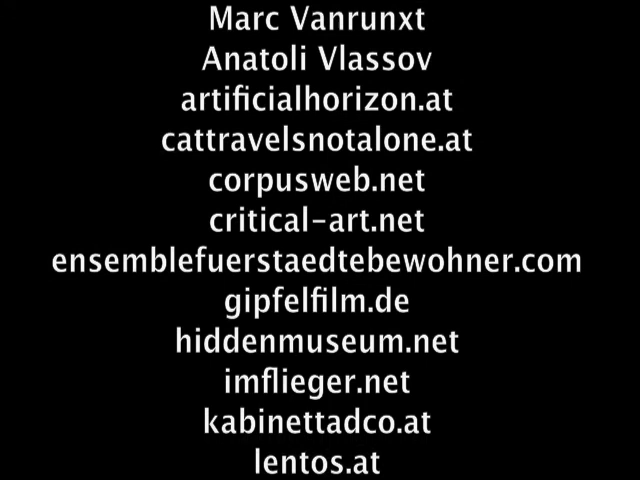 Marc Vanrunxt
Anatoli Vlassov
artificialhorizon.at
cattravelsnotalone.at
corpusweb.net
critical-art.net
ensemblefuerstaedtebewohner.com
gipfelfilm.de
hiddenmuseum.net
imflieger.net
kabinettadco.at
lentos.at